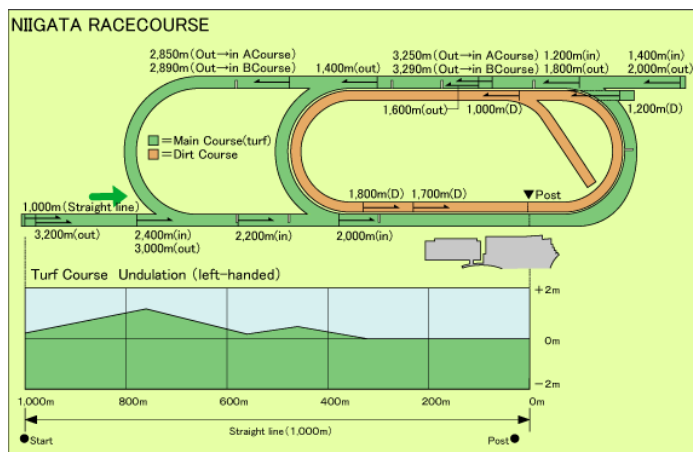 NIIGATA RACECOURSE
2,850m(Out→in ACourse)
2,890m(Out→in BCourse)
1,400m(out)
3,250m(Out→in ACourse)
3,290m(Out→in BCourse)
1.200m(in)
1,800m(out)
1,400m(in)
2,000m(out)
1,600m(out)
1,000m(D)
1,200m(D)
=Main Course(turf)
=Dirt Course
1,000m(Straight line)
1,800m(D)
1,700m(D)
Post
3,200m(out)
2,400m(in)
3,000m(out)
2,200m(in)
2,000m(in)
Turf Course Undulation (left-handed)
+2m
0m
-2m
1,000m
800m
600m
400m
200m
0m
Straight line(1,000m)
Start
Post